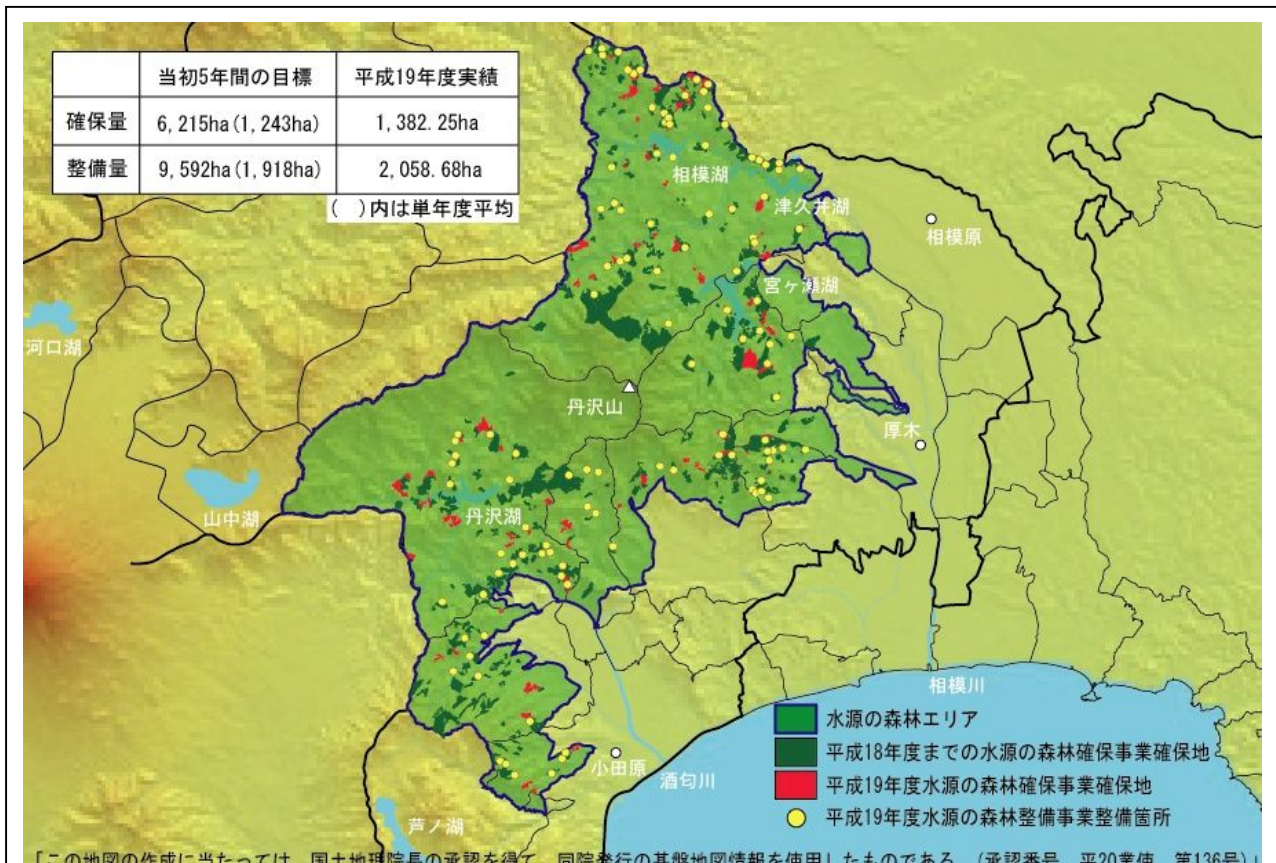 当初5年間の目標 平成19年度実績
確保量 6,215ha(1,243ha) 1,382.25ha
整備量 9,592ha(1,918ha) 2,058.68ha
(　)内は単年度平均
相模湖
津久井湖
相模原
宮ヶ瀬湖
河口湖
丹沢山
厚木
山中湖
丹沢湖
相模川
小田原
酒匂川
芦ノ湖
水源の森林エリア
平成18年度までの水源の森林確保事業確保地
平成19年度水源の森林確保事業確保地
平成19年度水源の森林整備事業整備箇所
「この地図の作成に当たっては、国土地理院長の承認を得て、同院発行の基盤地図情報を使用したものである。(承認番号 平20業使、第136号)」